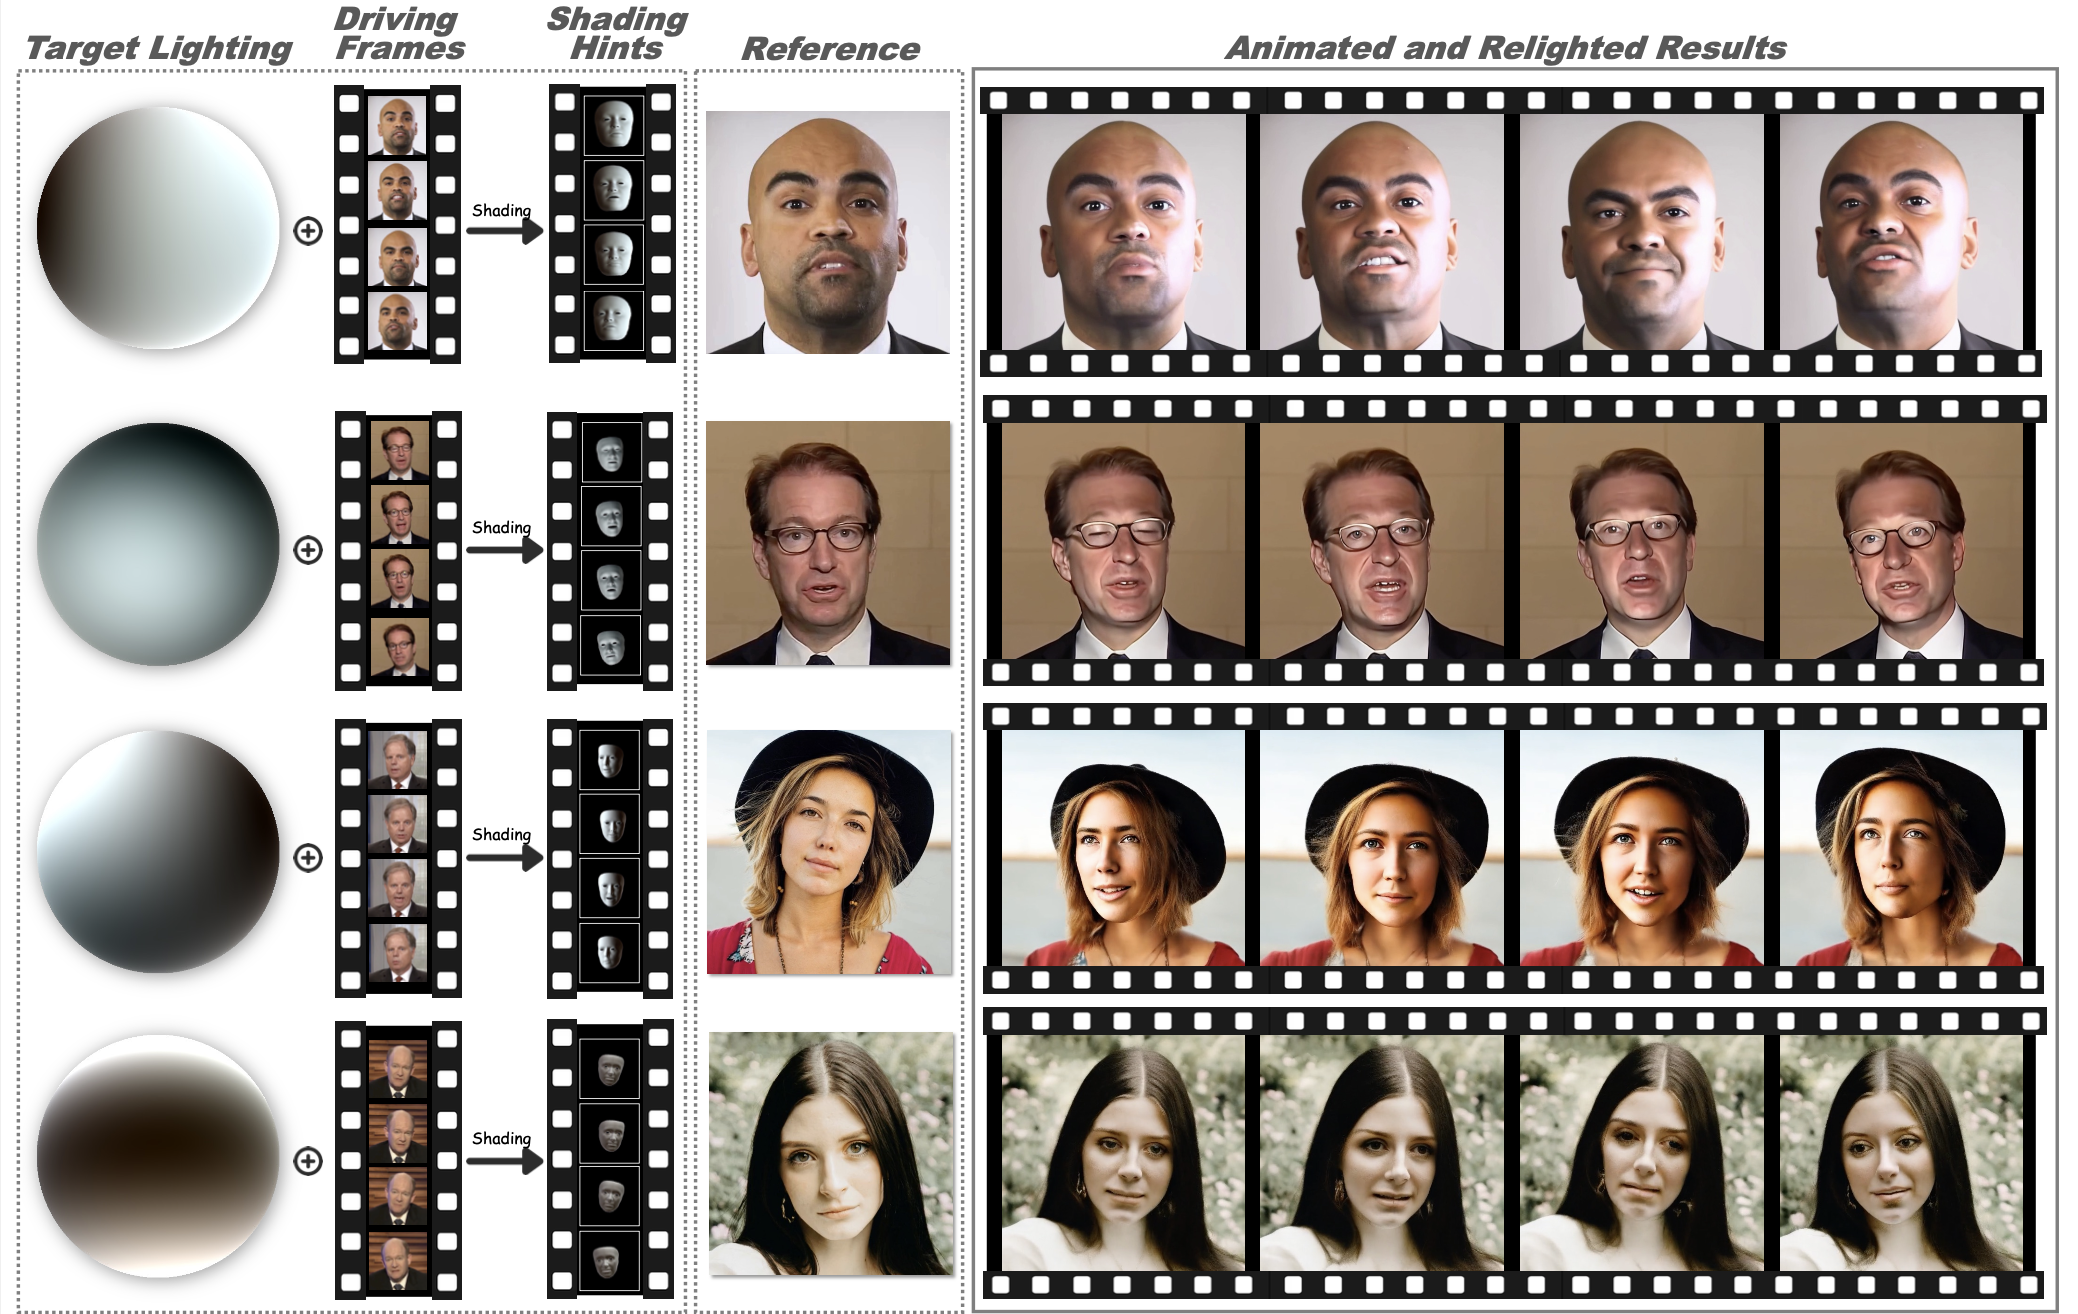 Target Lighting
Driving
Frames
Shading
Hints
Reference
Animated and Relighted Results
Shading
Shading
Shading
Shading